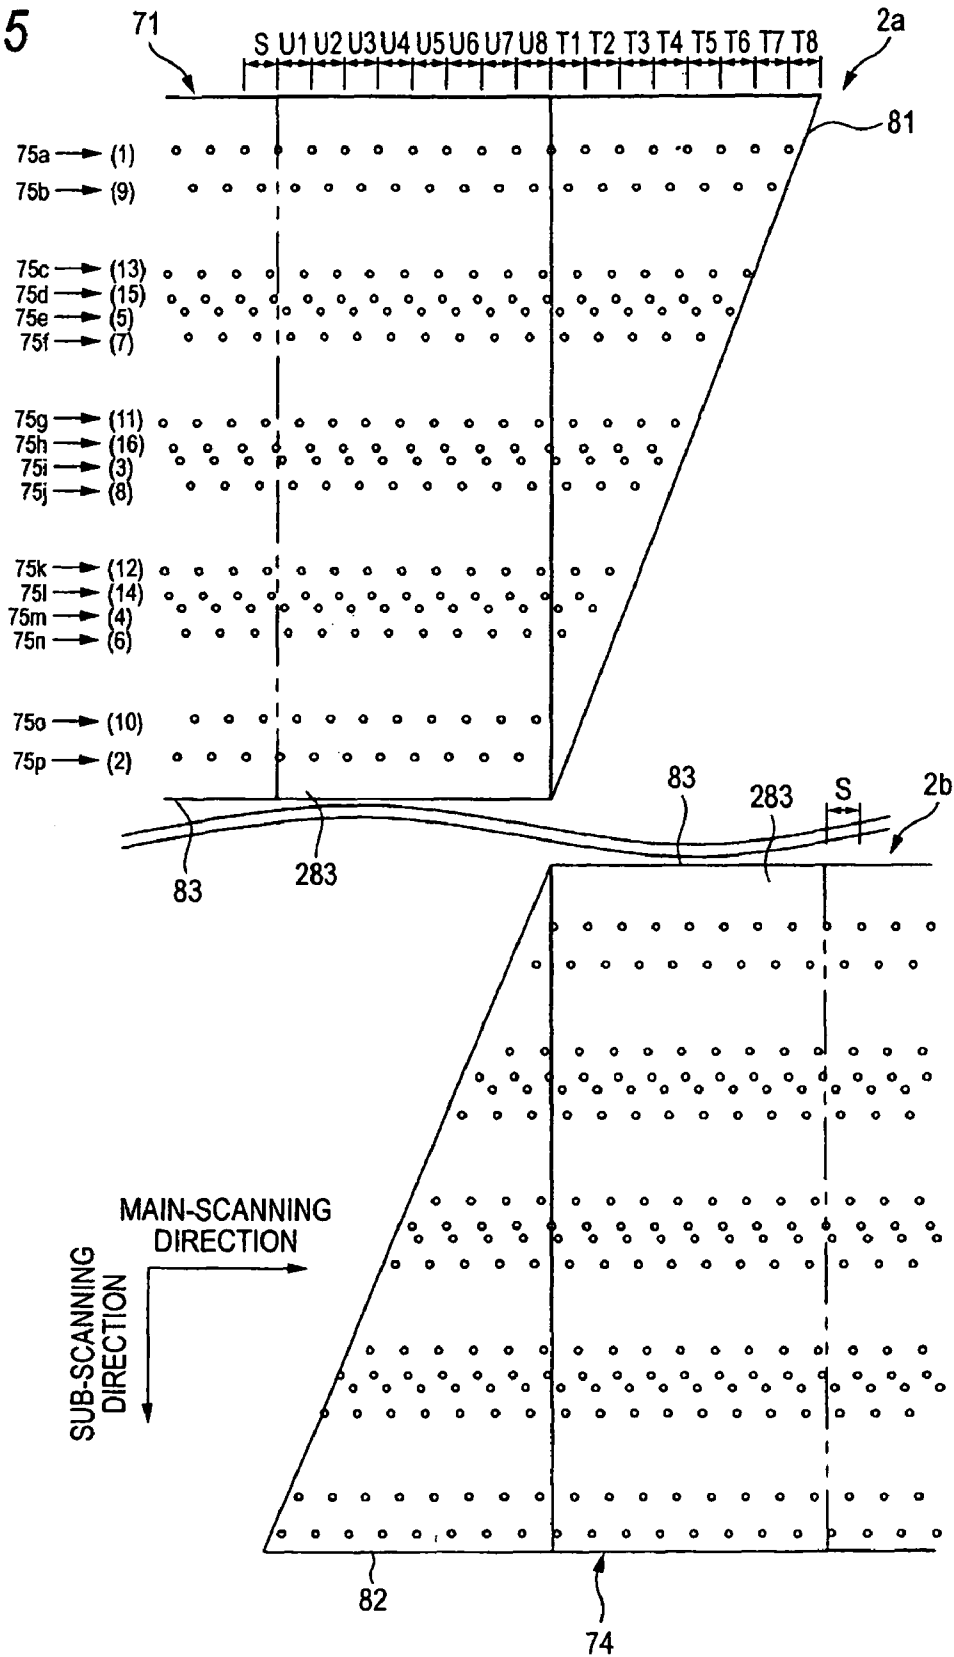 5
71
S U1 U2 U3 U4 U5 U6 U7 U8 T1 T2 T3 T4 T5 T6 T7 T8
2a
81
75a (1)
75b (9)
75c (13)
75d (15)
75e (5)
75f (7)
75g (11)
75h (16)
75i (3)
75j (8)
75k (12)
75l (14)
75m (4)
75n (6)
75o (10)
75p (2)
83
283
83
283
S
2b
MAIN-SCANNING
DIRECTION
SUB-SCANNING
DIRECTION
82
74